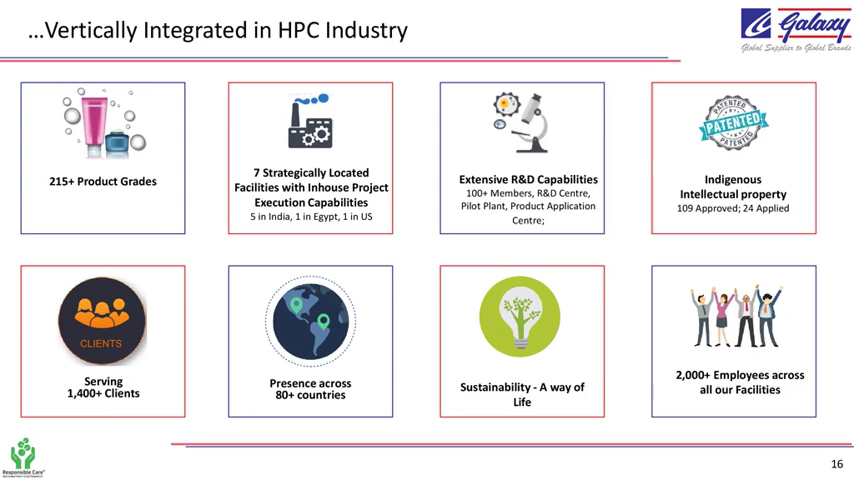 ...Vertically Integrated in HPC Industry
Galaxy
Global Supplier to Global Brands
215+ Product Grades
7 Strategically Located
Facilities with Inhouse Project
Execution Capabilities
5 in India, 1 in Egypt, 1 in US
Extensive R&D Capabilities
100+ Members, R&D Centre,
Pilot Plant, Product Application
Centre;
PATENTED
PATENTED
PATENTED
Indigenous
Intellectual property
109 Approved; 24 Applied
CLIENTS
Serving
1,400+ Clients
Presence across
80+ countries
Sustainability - A way of
Life
2,000+ Employees across
all our Facilities
Responsible Care®
16